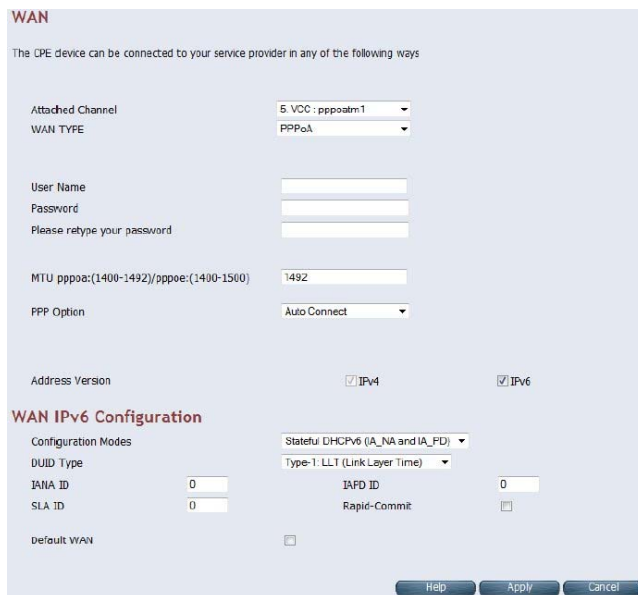 WAN
The CPE device can be connected to your service provider in any of the following ways
Attached Channel 5. VCC : pppoatm1
WAN TYPE PPPoA
User Name
Password
Please retype your password
MTU pppoa:(1400-1492)/pppoe:(1400-1500) 1492
PPP Option Auto Connect
Address Version IPv4 IPv6
WAN IPv6 Configuration
Configuration Modes Stateful DHCPv6 (IA_NA and IA_PD)
DUID Type Type-1: LLT (Link Layer Time)
IANA ID 0 IAPD ID 0
SLA ID 0 Rapid-Commit
Default WAN
Help Apply Cancel